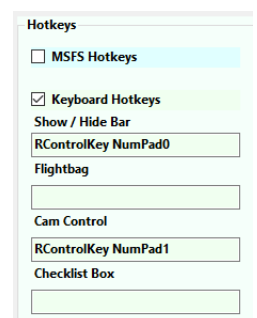 Hotkeys
MSFS Hotkeys
Keyboard Hotkeys
Show / Hide Bar
RControlKey NumPad0
Flightbag
Cam Control
RControlKey NumPad1
Checklist Box